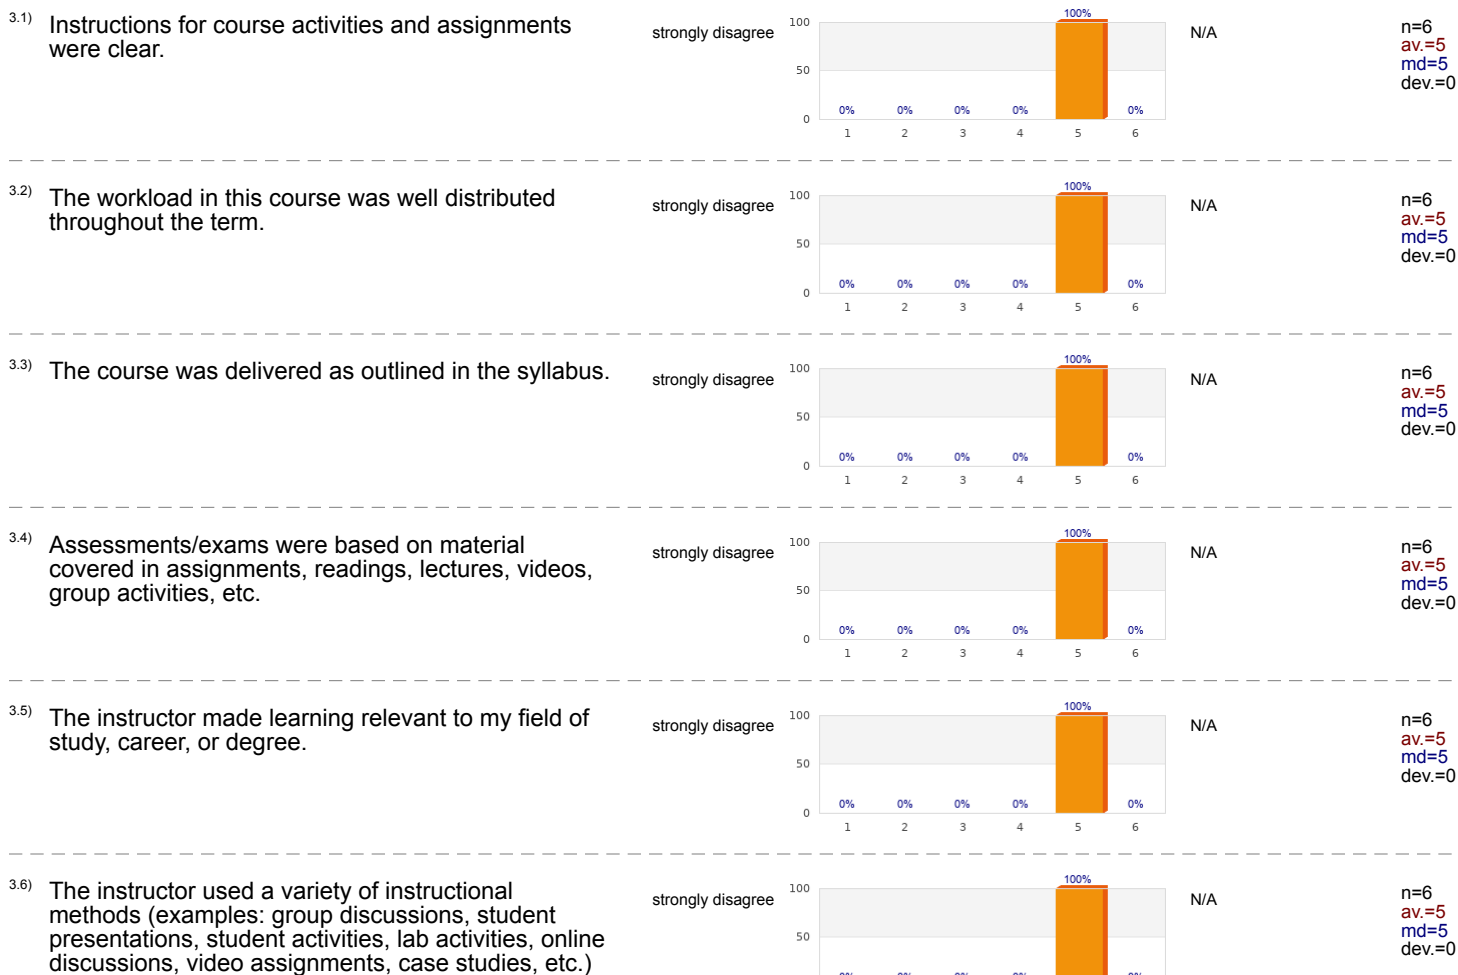 3.1) Instructions for course activities and assignments
were clear.
strongly disagree
100
50
0
100%
0% 0% 0% 0% 0%
1 2 3 4 5 6
N/A
n=6
av.=5
md=5
dev.=0
3.2) The workload in this course was well distributed
throughout the term.
strongly disagree
100
50
0
100%
0% 0% 0% 0% 0%
1 2 3 4 5 6
N/A
n=6
av.=5
md=5
dev.=0
3.3) The course was delivered as outlined in the syllabus.
strongly disagree
100
50
0
100%
0% 0% 0% 0% 0%
1 2 3 4 5 6
N/A
n=6
av.=5
md=5
dev.=0
3.4) Assessments/exams were based on material
covered in assignments, readings, lectures, videos,
group activities, etc.
strongly disagree
100
50
0
100%
0% 0% 0% 0% 0%
1 2 3 4 5 6
N/A
n=6
av.=5
md=5
dev.=0
3.5) The instructor made learning relevant to my field of
study, career, or degree.
strongly disagree
100
50
0
100%
0% 0% 0% 0% 0%
1 2 3 4 5 6
N/A
n=6
av.=5
md=5
dev.=0
3.6) The instructor used a variety of instructional
methods (examples: group discussions, student
presentations, student activities, lab activities, online
discussions, video assignments, case studies, etc.)
strongly disagree
100
50
100%
N/A
n=6
av.=5
md=5
dev.=0